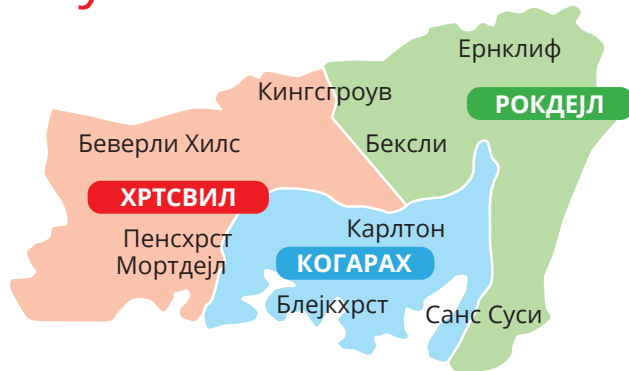 Ернклиф
Кингсгроув
РОКДЕЈЛ
Беверли Хилс
Бексли
ХРТСВИЛ
Пенсхрст
Мортдејл
Карлтон
КОГАРАХ
Блејкхрст
Санс Суси